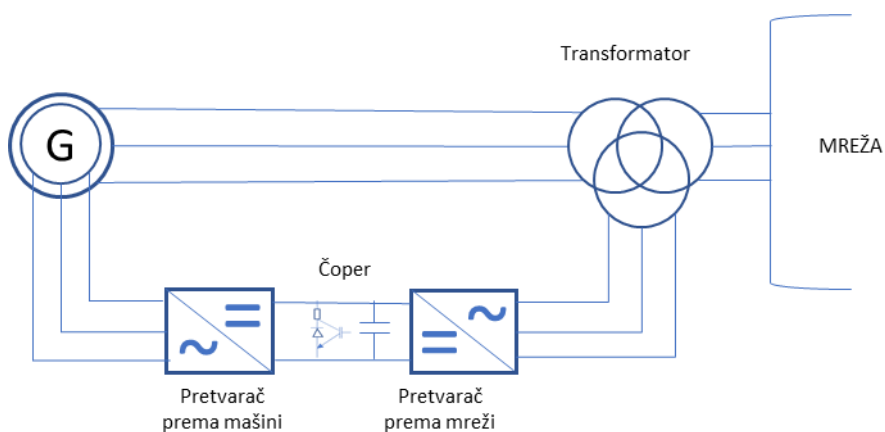 Transformator
G
MREŽA
Čoper
Pretvarač
prema mašini
Pretvarač
prema mreži